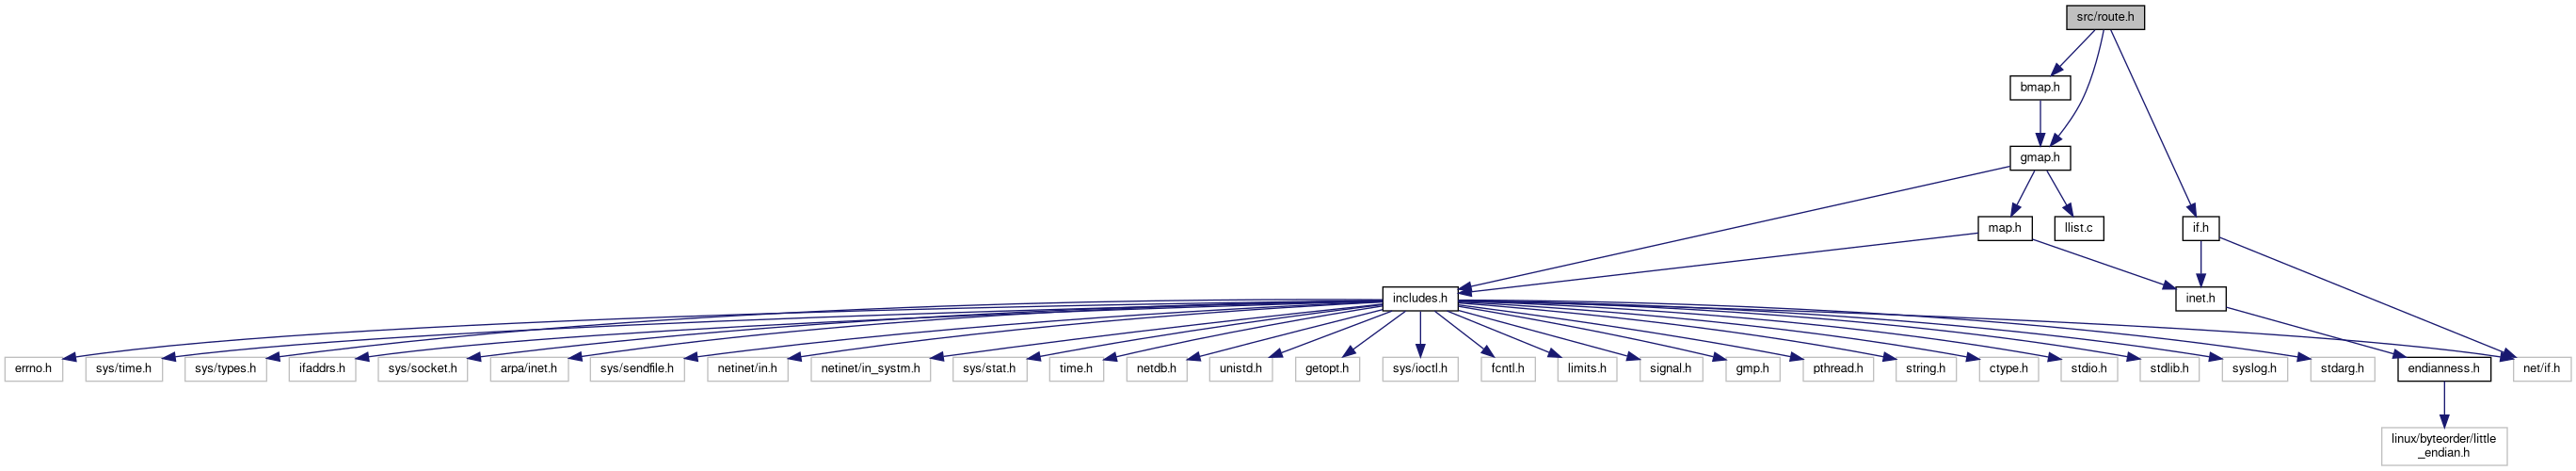 src/route.h
bmap.h
gmap.h
map.h
llist.c
if.h
includes.h
inet.h
errno.h
sys/time.h
sys/types.h
ifaddrs.h
sys/socket.h
arpa/inet.h
sys/sendfile.h
netinet/in.h
netinet/in_systm.h
sys/stat.h
time.h
netdb.h
unistd.h
getopt.h
sys/ioctl.h
fcntl.h
limits.h
signal.h
gmp.h
pthread.h
string.h
ctype.h
stdio.h
stdlib.h
syslog.h
stdarg.h
endianness.h
net/if.h
linux/byteorder/little
_endian.h